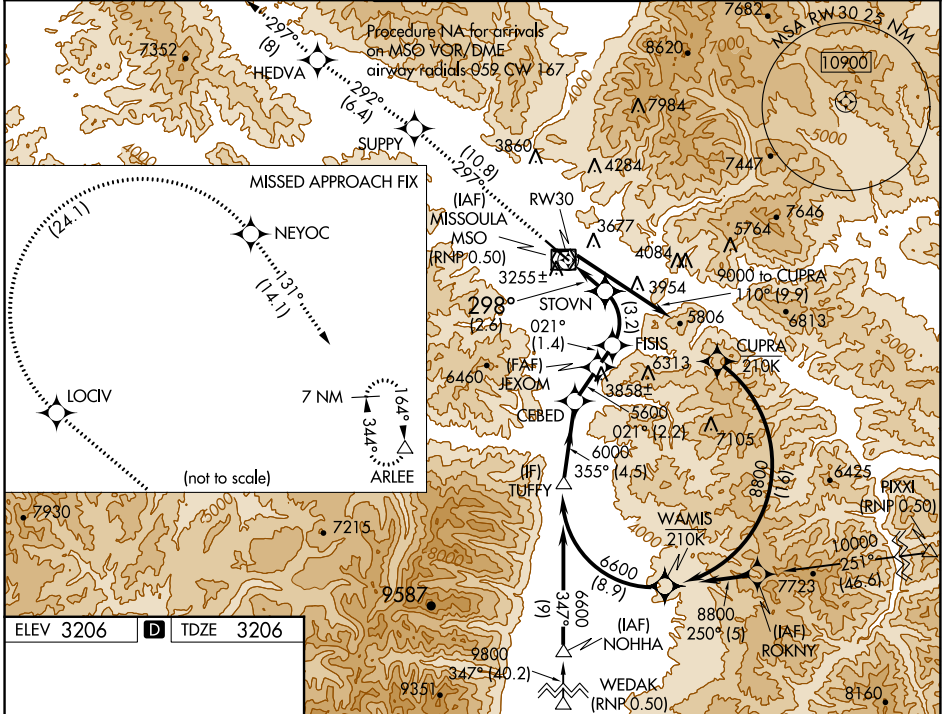 297°
(8)
7352
HEDVA
Procedure NA for arrivals
on MSO VOR/DME
airway radials 059 CW 167
292°
(6.4)
SUPPY
7682
8620
7000
MSA RW30 25 NM
10900
7984
5000
7447
4000
3860
4284
(10.8)
297°
MISSED APPROACH FIX
(24.1)
NEYOC
131°
(14.1)
LOCIV
7 NM
164°
344°
ARLEE
(not to scale)
(IAF)
MISSOULA
MSO
(RNP 0.50)
RW30
3677
7646
5764
4084
3255±
3954
9000 to CUPRA
110° (9.9)
STOVN
298°
(2.6)
(3.2)
5806
6813
021°
(1.4)
FISIS
CUPRA
210K
(FAF)
JEXOM
6313
6460
3858±
CEBED
5600
021° (2.2)
7105
6000
355° (4.5)
(IF)
TUFFY
8800
(9)
6425
PIXXI
(RNP 0.50)
7930
5000
7215
WAMIS
210K
10000
251°
(46.6)
6600
(8.9)
7723
9587
8800
250° (5)
(IAF)
ROKNY
6600
347°
(9)
(IAF)
NOHHA
ELEV 3206
D
TDZE 3206
9800
347° (40.2)
WEDAK
(RNP 0.50)
9351
8160